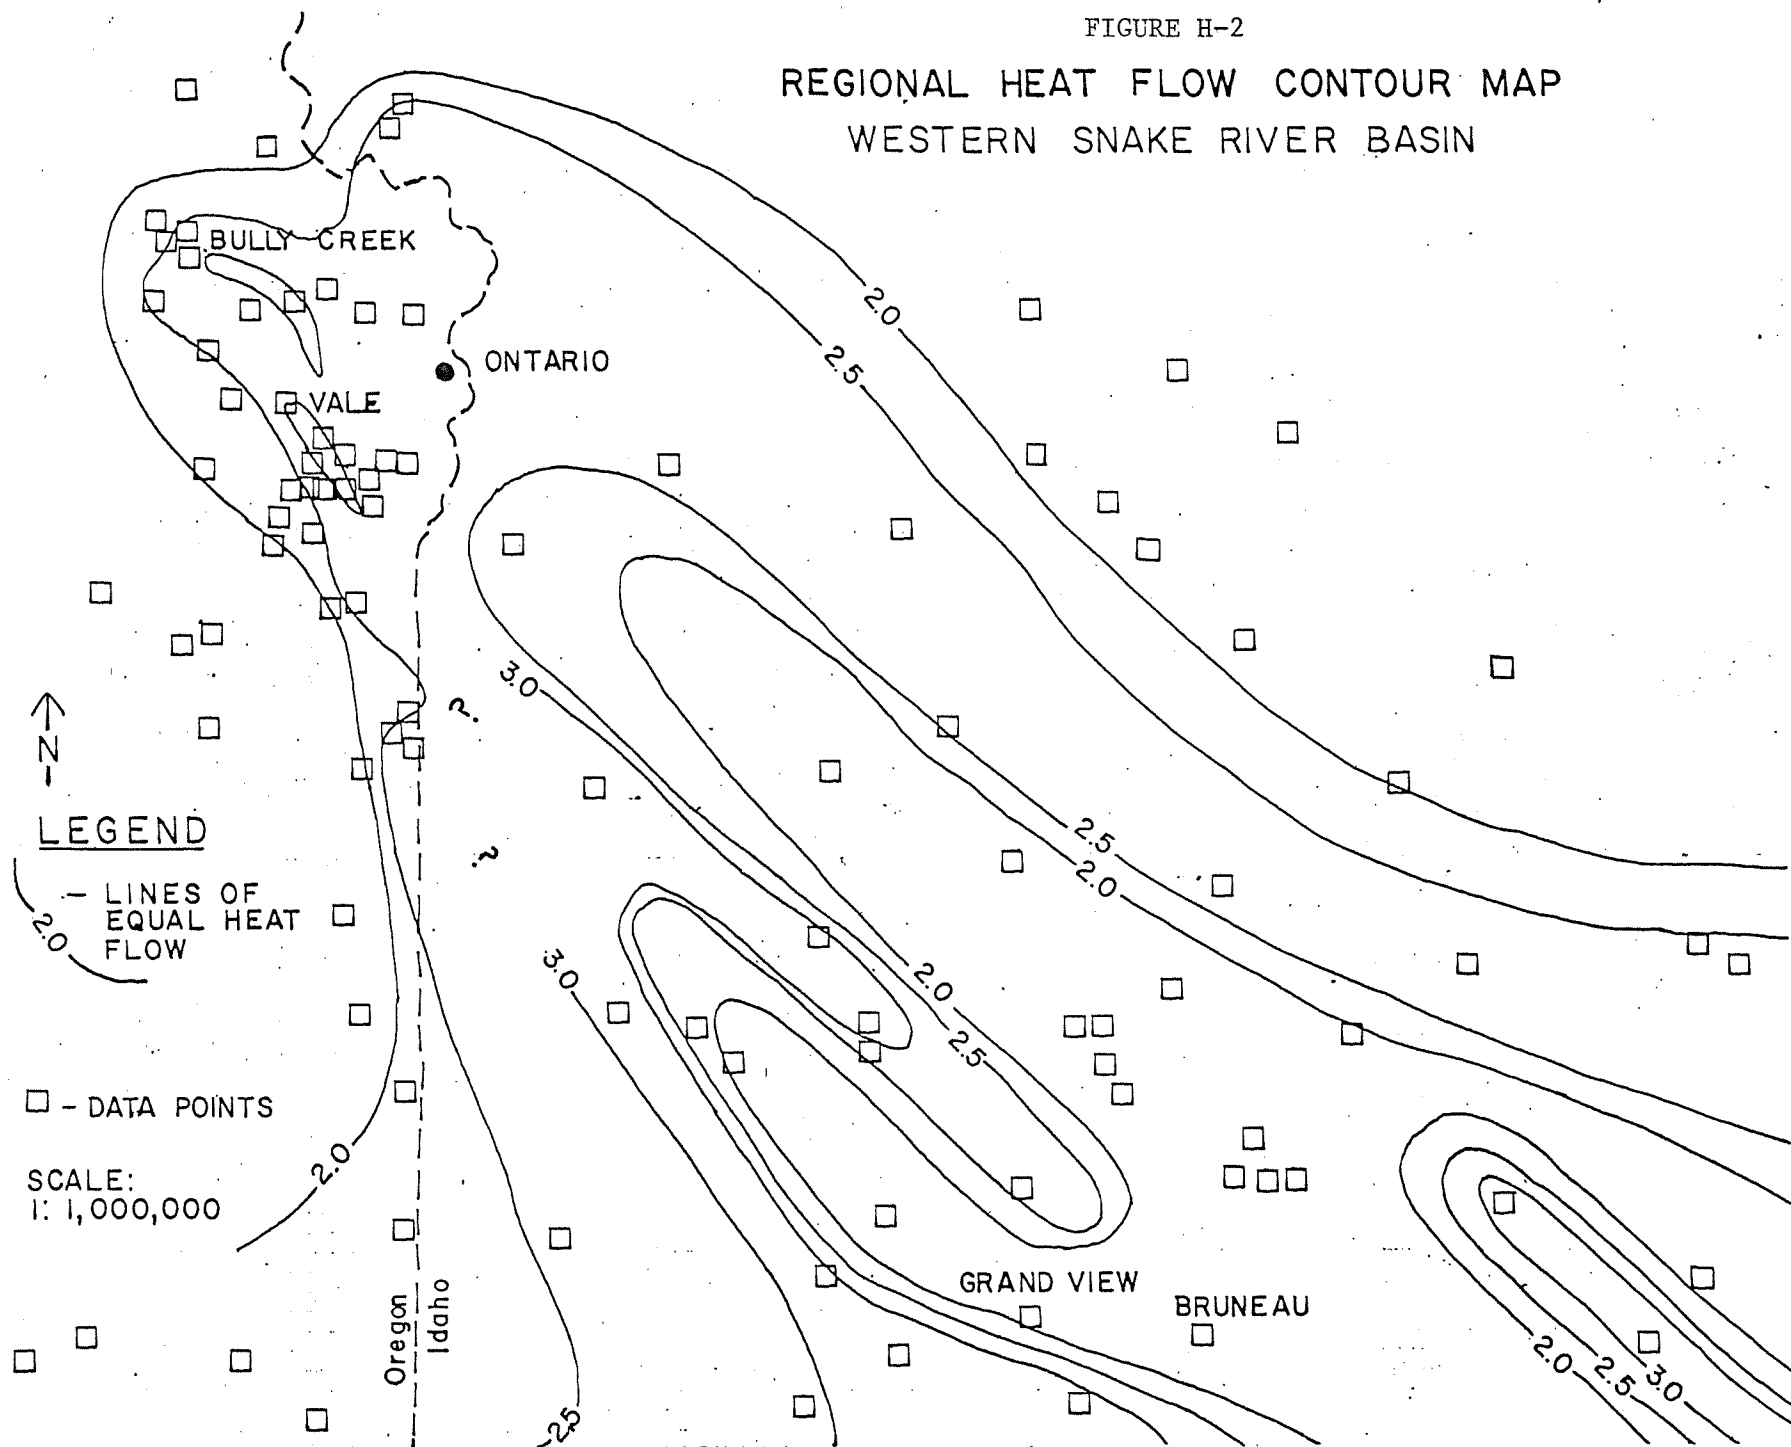 FIGURE H-2
REGIONAL HEAT FLOW CONTOUR MAP
WESTERN SNAKE RIVER BASIN
BULLY CREEK
2.0
ONTARIO
2.5
VALE
3.0
?
N
2.5
LEGEND
?
2.0
— LINES OF
EQUAL HEAT
FLOW
2.0
3.0
2.0
2.5
□ - DATA POINTS
2.0
SCALE:
1: 1,000,000
GRAND VIEW
BRUNEAU
Oregon
Idaho
2.0
2.5
3.0
2.5